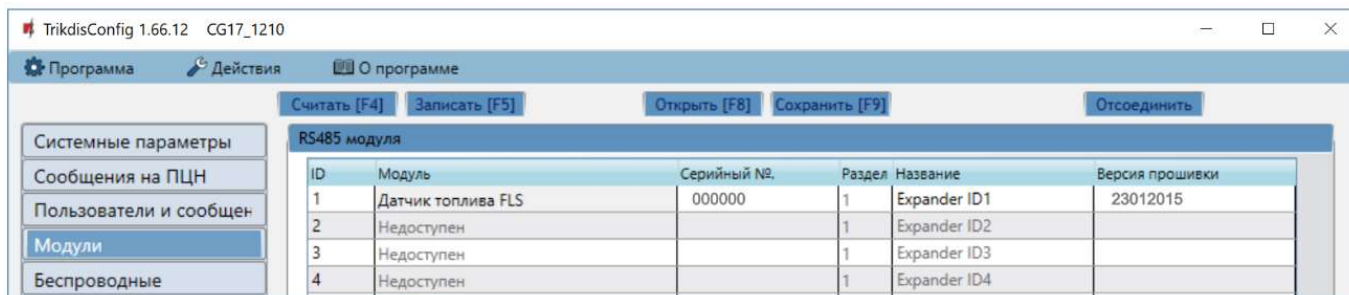 TrikdisConfig 1.66.12 CG17_1210
Программа Действия О программе
Считать [F4] Записать [F5] Открыть [F8] Сохранить [F9] Отсоединить
Системные параметры
Сообщения на ПЦН
Пользователи и сообщен
Модули
Беспроводные
RS485 модуля
ID Модуль Серийный №. Раздел Название Версия прошивки
1 Датчик топлива FLS 000000 1 Expander ID1 23012015
2 Недоступен 1 Expander ID2
3 Недоступен 1 Expander ID3
4 Недоступен 1 Expander ID4